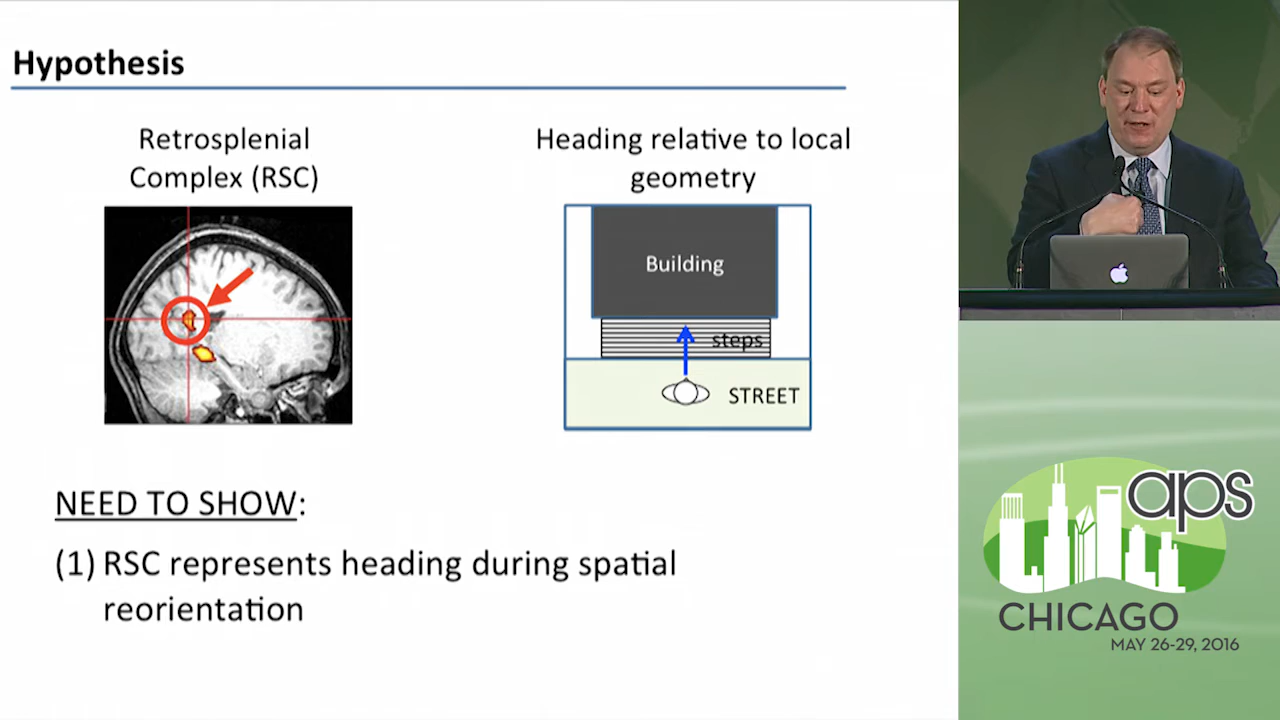 Hypothesis
Retrosplenial
Complex (RSC)
Heading relative to local
geometry
Building
steps
STREET
NEED TO SHOW:
(1) RSC represents heading during spatial
reorientation
aps
CHICAGO
MAY 26-29, 2016